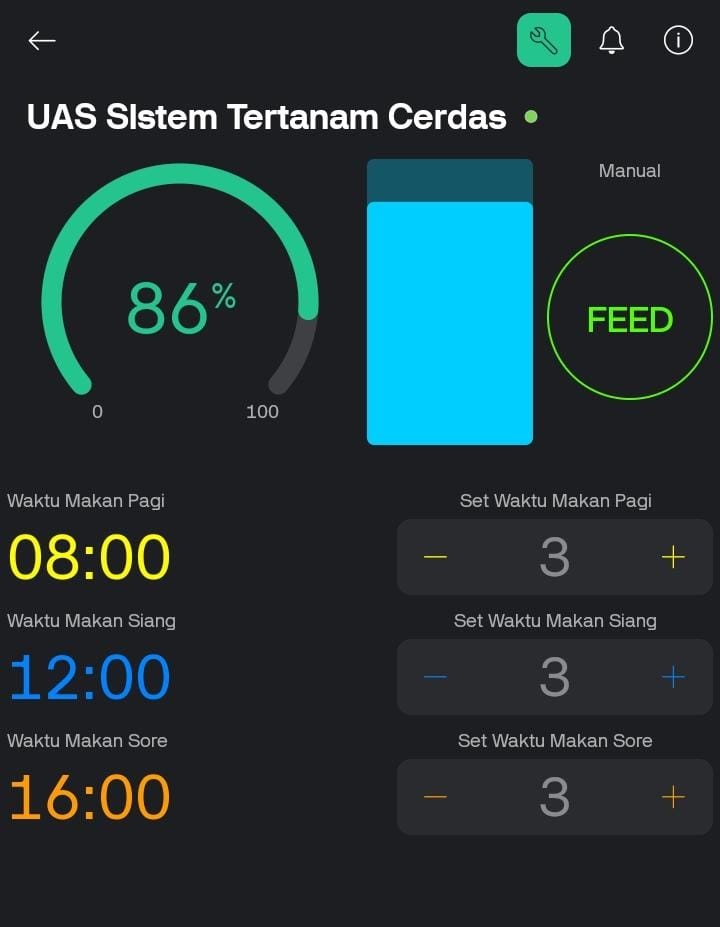 UAS SIstem Tertanam Cerdas
86%
0 100
Manual
FEED
Waktu Makan Pagi
08:00
Set Waktu Makan Pagi
— 3 +
Waktu Makan Siang
12:00
Set Waktu Makan Siang
— 3 +
Waktu Makan Sore
16:00
Set Waktu Makan Sore
— 3 +